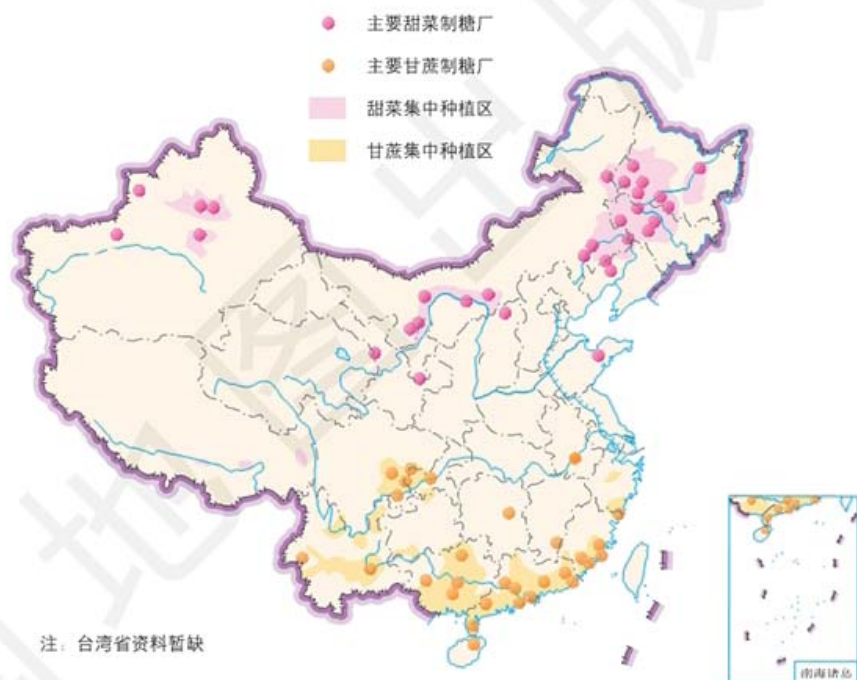 主要甜菜制糖厂
主要甘蔗制糖厂
甜菜集中种植区
甘蔗集中种植区
注：台湾省资料暂缺
南海诸岛